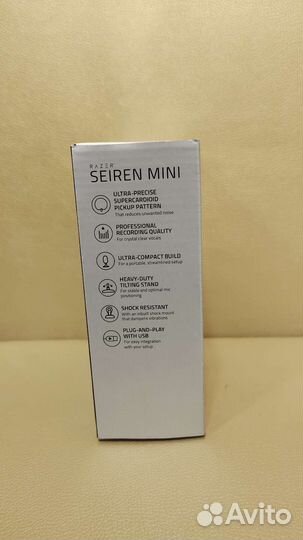 RAZER
SEIREN MINI
ULTRA-PRECISE
SUPERCARDIOID
PICKUP PATTERN
That reduces unwanted noise
PROFESSIONAL
RECORDING QUALITY
For crystal clear vocals
ULTRA-COMPACT BUILD
For a portable, streamlined setup
HEAVY-DUTY
TILTING STAND
For stable and optimal mic
positioning
SHOCK RESISTANT
With an inbuilt shock mount
that dampens vibrations
PLUG-AND-PLAY
WITH USB
For easy integration
with your setup
Avito